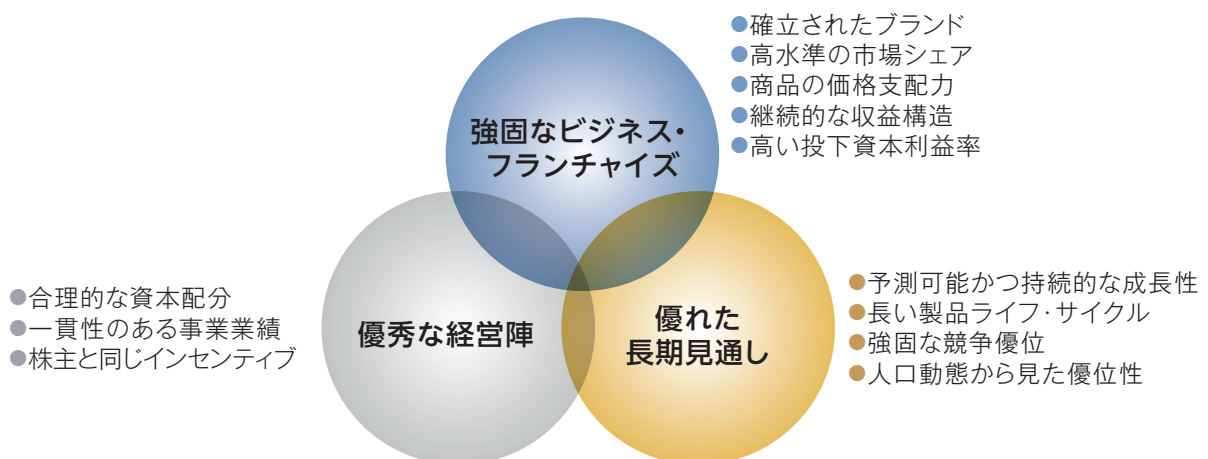 強固なビジネス・
フランチャイズ
●確立されたブランド
●高水準の市場シェア
●商品の価格支配力
●継続的な収益構造
●高い投下資本利益率
優秀な経営陣
●合理的な資本配分
●一貫性のある事業業績
●株主と同じインセンティブ
優れた
長期見通し
●予測可能かつ持続的な成長性
●長い製品ライフ・サイクル
●強固な競争優位
●人口動態から見た優位性